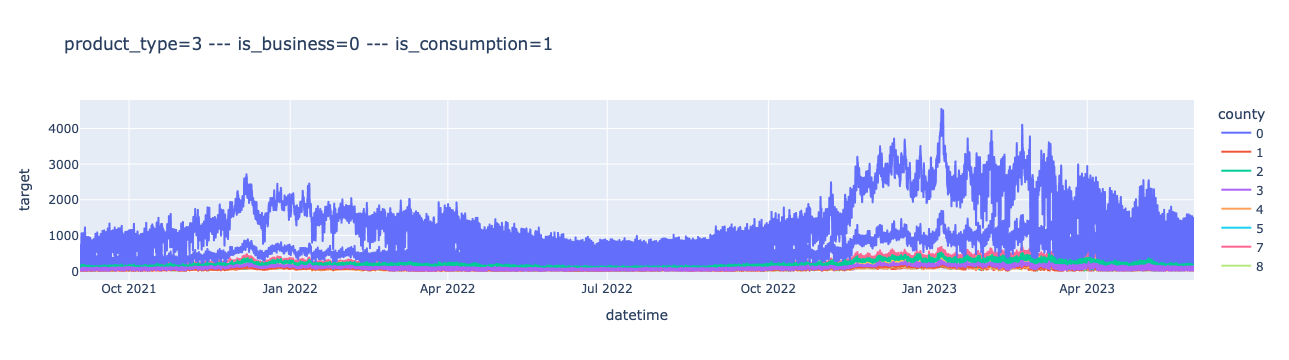 product_type=3 --- is_business=0 --- is_consumption=1
county
0
1
2
3
4
5
7
8
target
4000
3000
2000
1000
0
Oct 2021
Jan 2022
Apr 2022
Jul 2022
Oct 2022
Jan 2023
Apr 2023
datetime